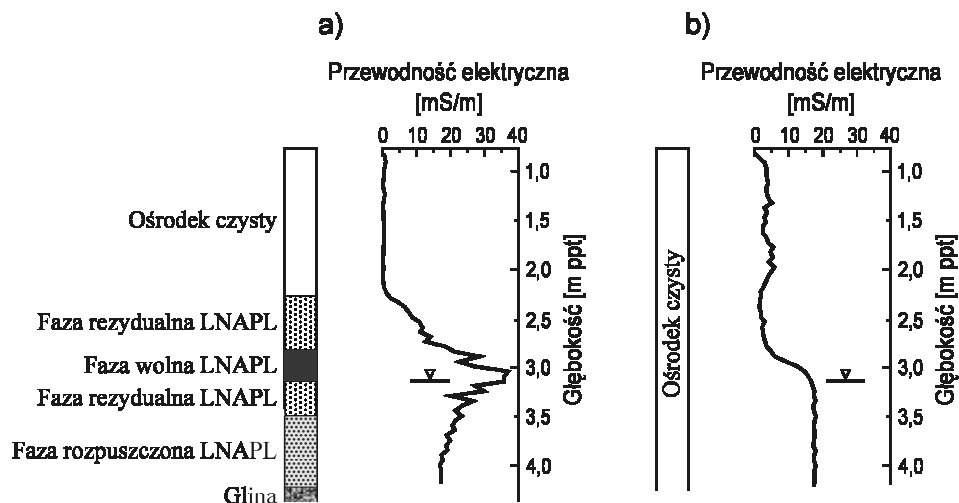 a)
Przewodność elektryczna
[mS/m]
0 10 20 30 40
1,0
1,5
2,0
2,5
3,0
3,5
4,0
Głębokość [m ppt]
Ośrodek czysty
Faza rezydualna LNAPL
Faza wolna LNAPL
Faza rezydualna LNAPL
Faza rozpuszczona LNAPL
Glina
b)
Przewodność elektryczna
[mS/m]
0 10 20 30 40
1,0
1,5
2,0
2,5
3,0
3,5
4,0
Głębokość [m ppt]
Ośrodek czysty